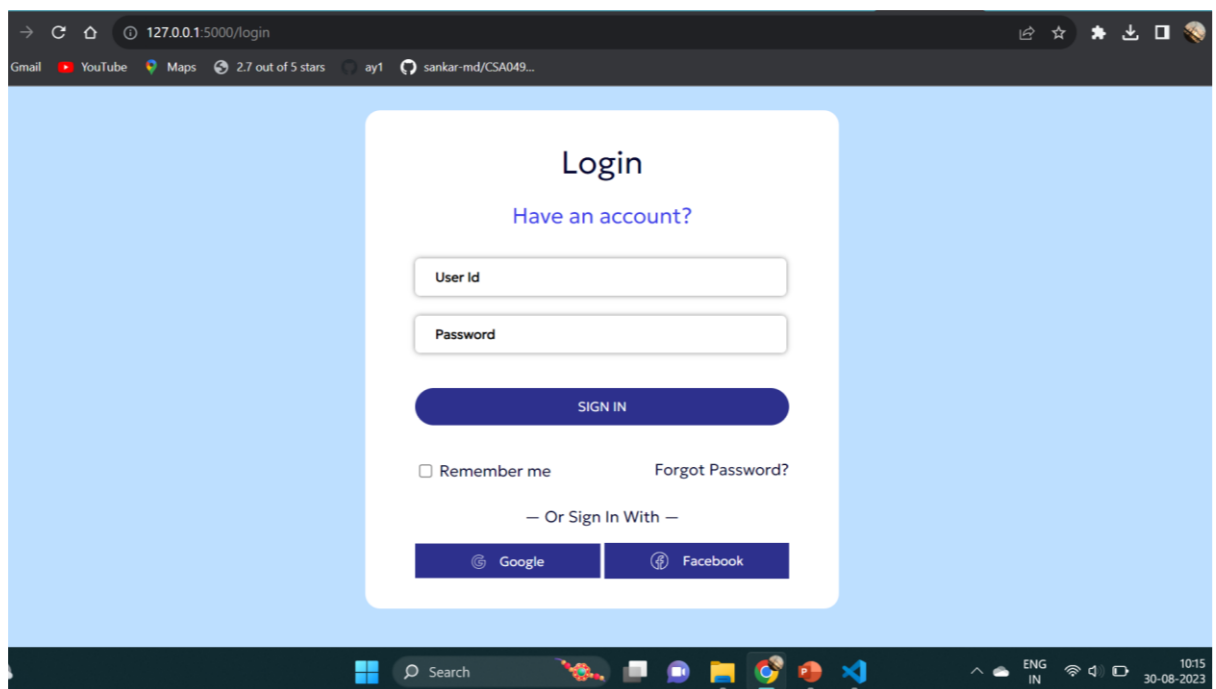 127.0.0.1:5000/login
Gmail YouTube Maps 2.7 out of 5 stars ay1 sankar-md/CSA049...
Login
Have an account?
User Id
Password
SIGN IN
Remember me Forgot Password?
— Or Sign In With —
Google Facebook
Search ENG 10:15
IN 30-08-2023